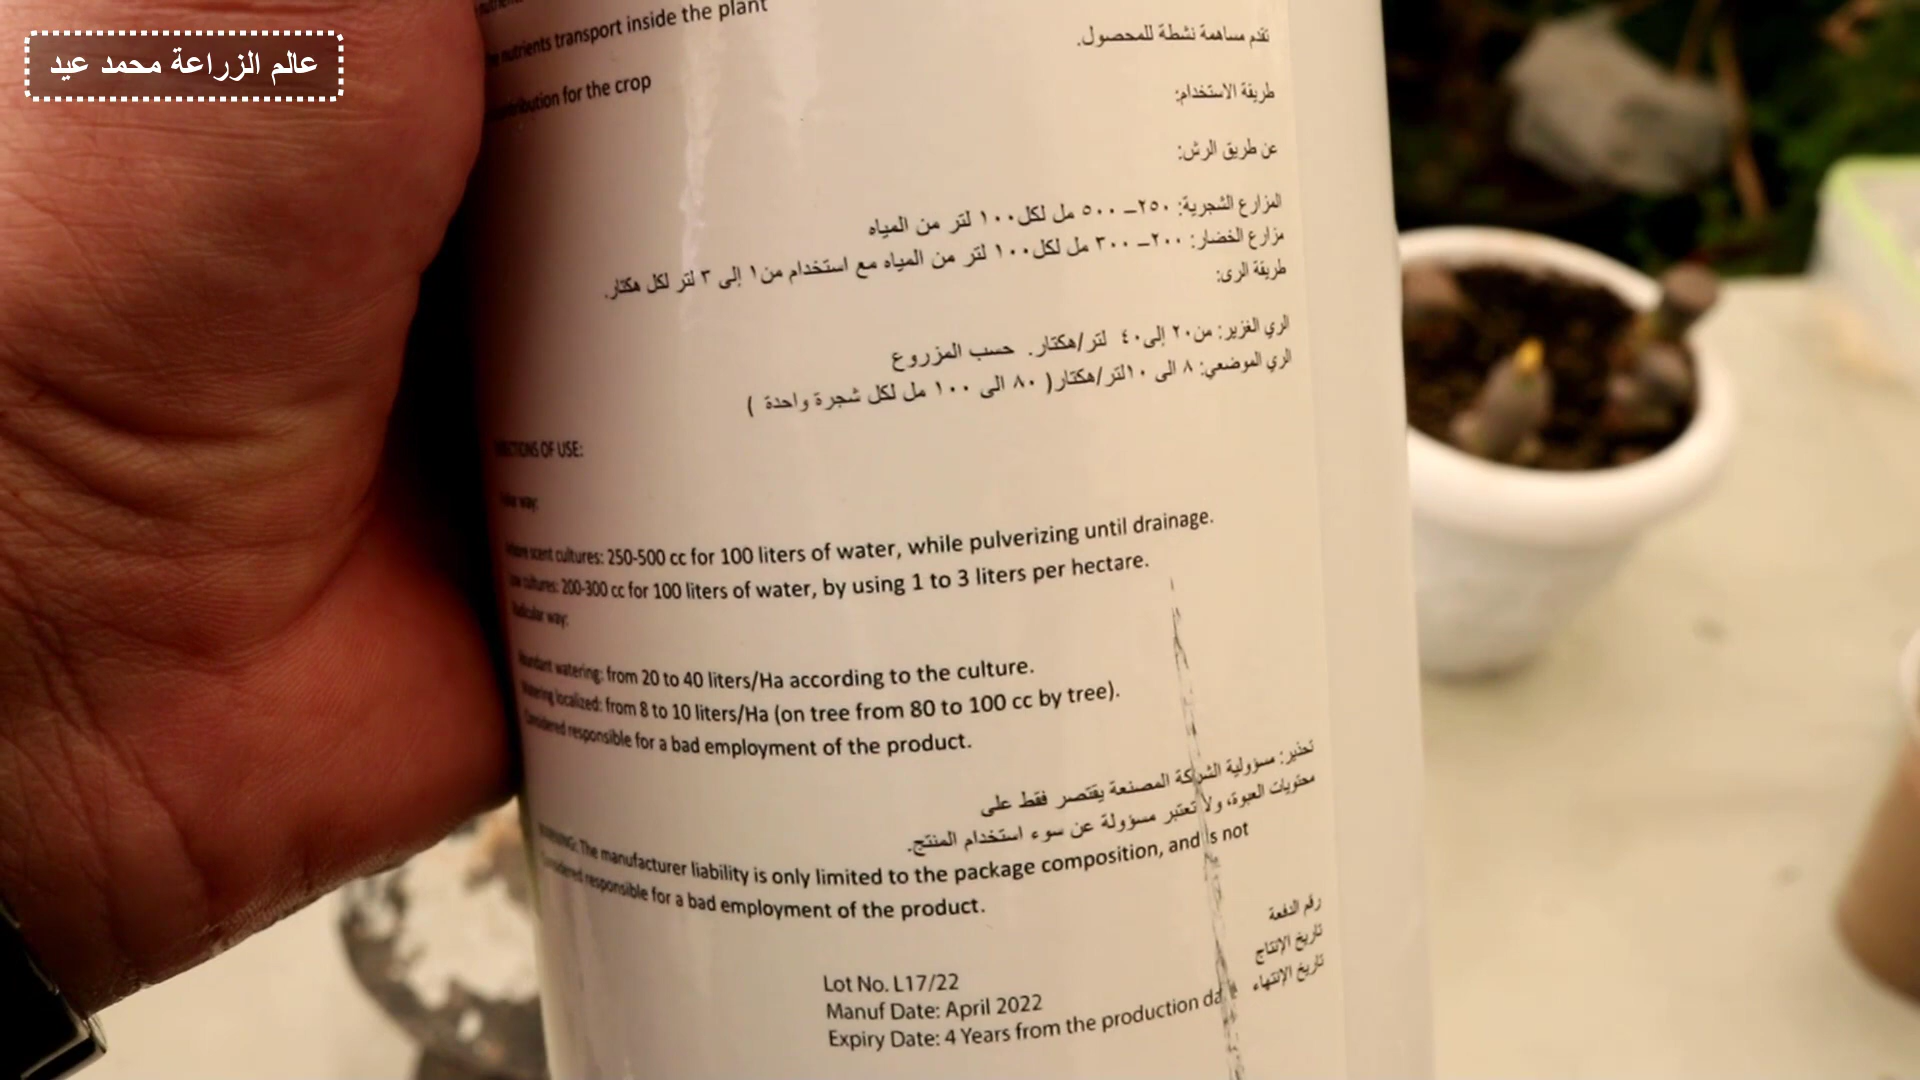 عالم الزراعة محمد عيد
nutrients transport inside the plant
for the crop
تقدم مساهمة نشطة للمحصول.
طريقة الاستخدام:
عن طريق الرش:
المزارع الشجرية: ٢٥٠– ٥٠٠ مل لكل ١٠٠ لتر من المياه
مزارع الخضار: ٢٠٠– ٣٠٠ مل لكل ١٠٠ لتر من المياه مع استخدام من ١ إلى ٣ لتر لكل هكتار.
طريقة الرى:
الري الغزير: من ٢٠ إلى ٤٠ لتر/هكتار. حسب المزروع
الري الموضعي: ٨ الى ١٠لتر/هكتار( ٨٠ الى ١٠٠ مل لكل شجرة واحدة )
OF USE:
way:
cultures: 250-500 cc for 100 liters of water, while pulverizing until drainage.
cultures: 200-300 cc for 100 liters of water, by using 1 to 3 liters per hectare.
Radicular way:
Abundant watering: from 20 to 40 liters/Ha according to the culture.
Watering localized: from 8 to 10 liters/Ha (on tree from 80 to 100 cc by tree).
Considered responsible for a bad employment of the product.
تحذير: مسؤولية الشركة المصنعة يقتصر فقط على
محتويات العبوة، ولا تعتبر مسؤولة عن سوء استخدام المنتج.
WARNING: The manufacturer liability is only limited to the package composition, and is not
Considered responsible for a bad employment of the product.
رقم الدفعة
تاريخ الإنتاج
تاريخ الإنتهاء
Lot No. L17/22
Manuf Date: April 2022
Expiry Date: 4 Years from the production